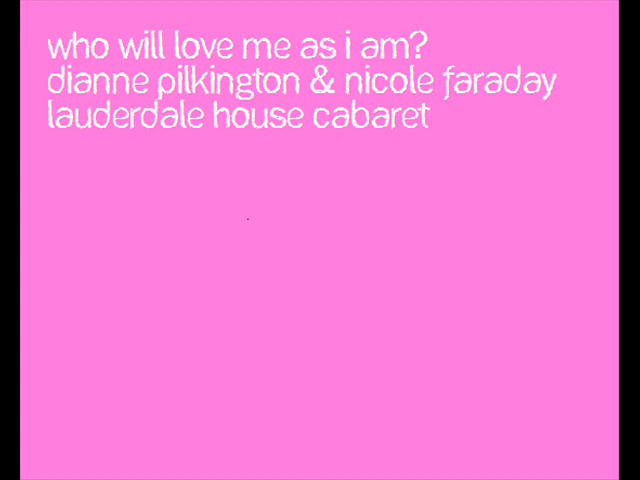 who will love me as i am?
dianne pilkington & nicole faraday
lauderdale house cabaret